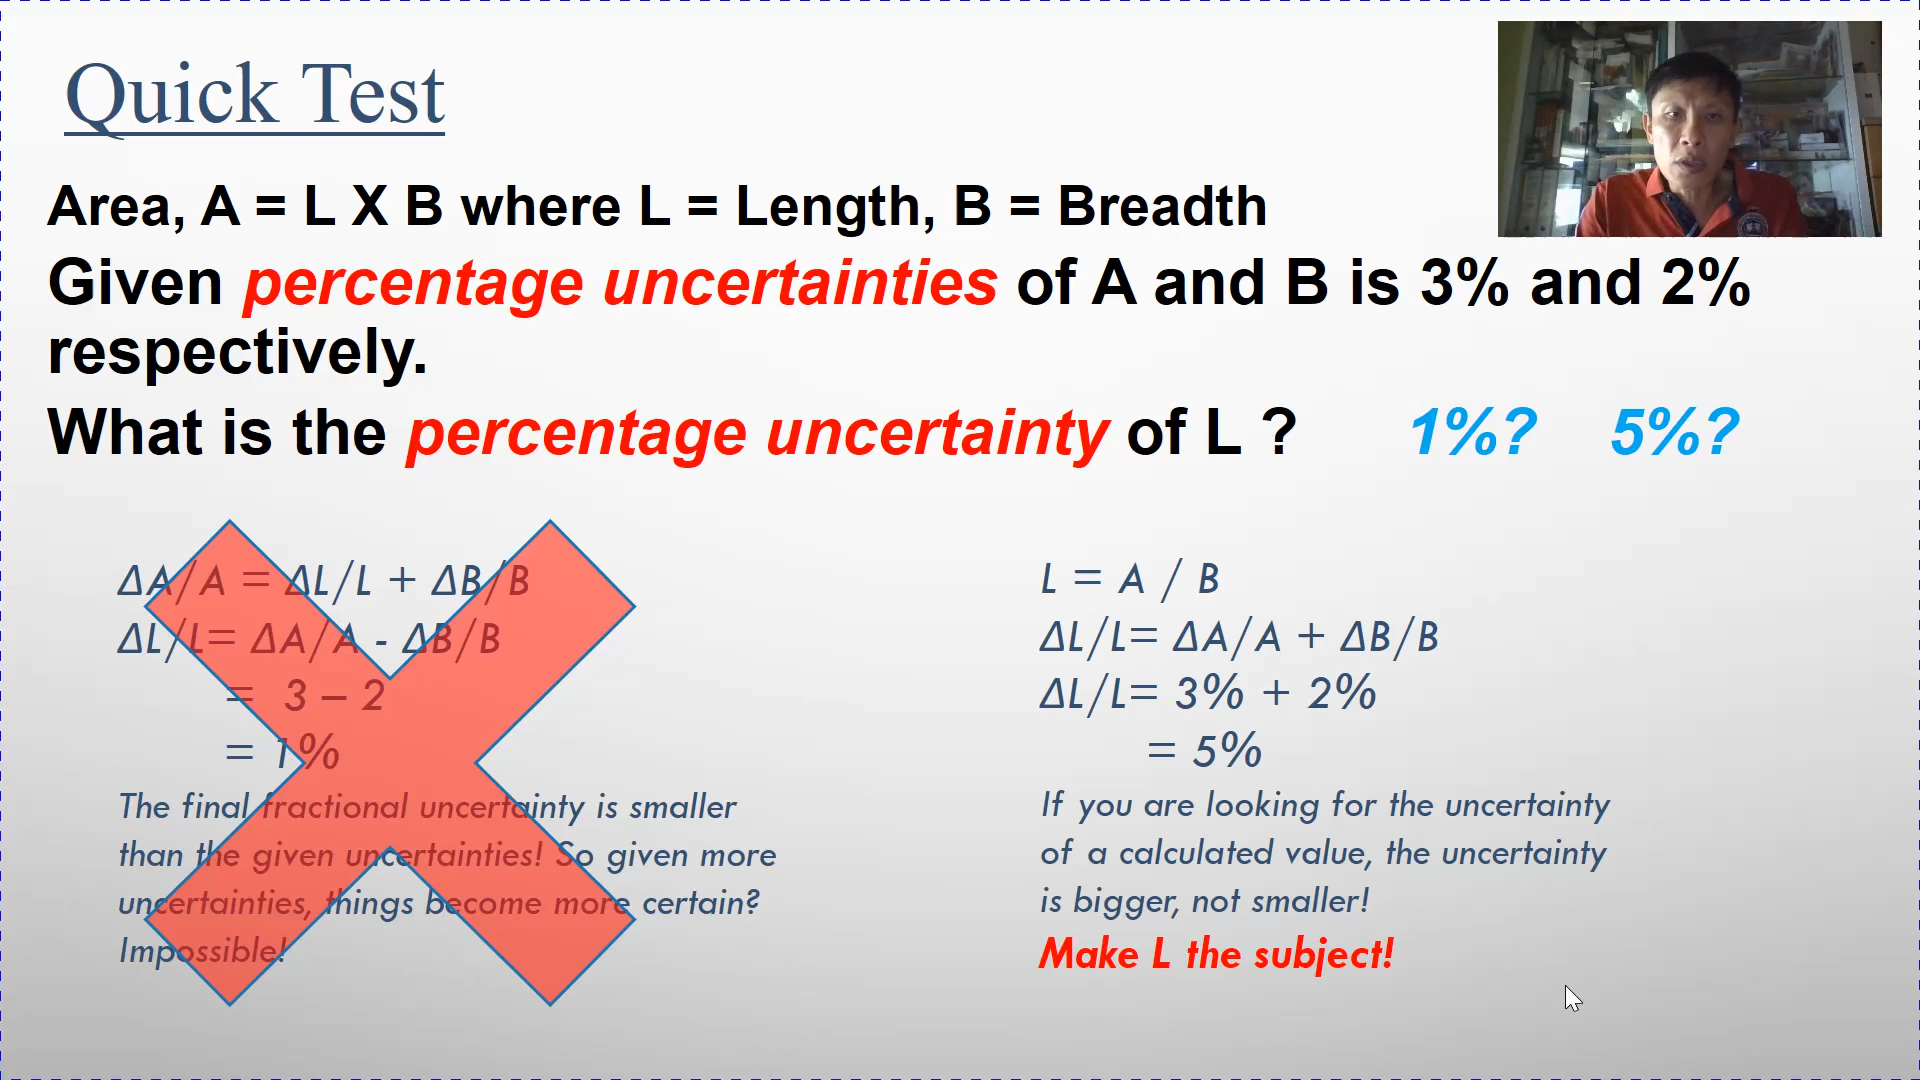 Quick Test
Area, A = L X B where L = Length, B = Breadth
Given percentage uncertainties of A and B is 3% and 2%
respectively.
What is the percentage uncertainty of L ? 1%? 5%?
ΔA/A = ΔL/L + ΔB/B
ΔL/L= ΔA/A - ΔB/B
= 3 – 2
= 1%
The final fractional uncertainty is smaller
than the given uncertainties! So given more
uncertainties, things become more certain?
Impossible!
L = A / B
ΔL/L= ΔA/A + ΔB/B
ΔL/L= 3% + 2%
= 5%
If you are looking for the uncertainty
of a calculated value, the uncertainty
is bigger, not smaller!
Make L the subject!